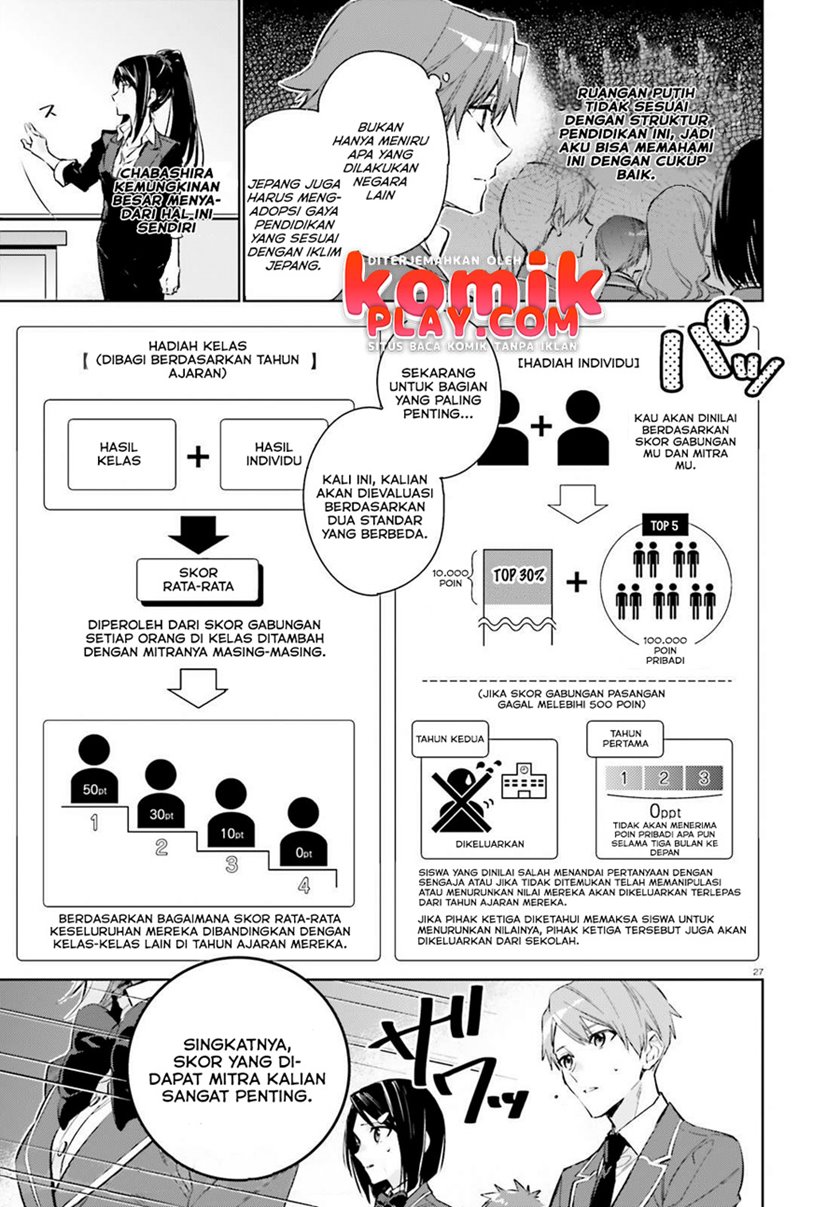 RUANGAN PUTIH
TIDAK SESUAI
DENGAN STRUKTUR
PENDIDIKAN INI, JADI
AKU BISA MEMAHAMI
INI DENGAN CUKUP
BAIK.
BUKAN
HANYA MENIRU
APA YANG
DILAKUKAN
NEGARA
LAIN
JEPANG JUGA
HARUS MENG-
ADOPSI GAYA
PENDIDIKAN
YANG SESUAI
DENGAN IKLIM
JEPANG.
ス
CHABASHIRA
KEMUNGKINAN
BESAR MENYA-
DARI HAL INI
SENDIRI
DITERJEMAHKAN OLEH
komik
PLAY.COM
SITUS BACA KOMIK TANPA IKLAN
パッ
SEKARANG
UNTUK BAGIAN
YANG PALING
PENTING...
KALI INI, KALIAN
AKAN DIEVALUASI
BERDASARKAN
DUA STANDAR
YANG BERBEDA.
[HADIAH INDIVIDU]
+
KAU AKAN DINILAI
BERDASARKAN
SKOR GABUNGAN
MU DAN MITRA
MU.
10.000
POIN
TOP 30%
+
TOP 5
100.000
POIN
PRIBADI
(JIKA SKOR GABUNGAN PASANGAN
GAGAL MELEBIHI 500 POIN)
TAHUN KEDUA
DIKELUARKAN
TAHUN
PERTAMA
1 2 3
0ppt
TIDAK AKAN MENERIMA
POIN PRIBADI APA PUN
SELAMA TIGA BULAN KE
DEPAN
SISWA YANG DINILAI SALAH MENANDAI PERTANYAAN DENGAN
SENGAJA ATAU JIKA TIDAK DITEMUKAN TELAH MEMANIPULASI
ATAU MENURUNKAN NILAI MEREKA AKAN DIKELUARKAN TERLEPAS
DARI TAHUN AJARAN MEREKA.
JIKA PIHAK KETIGA DIKETAHUI MEMAKSA SISWA UNTUK
MENURUNKAN NILAINYA, PIHAK KETIGA TERSEBUT JUGA AKAN
DIKELUARKAN DARI SEKOLAH.
HADIAH KELAS
【 (DIBAGI BERDASARKAN TAHUN 】
AJARAN)
HASIL
KELAS
+
HASIL
INDIVIDU
SKOR
RATA-RATA
DIPEROLEH DARI SKOR GABUNGAN
SETIAP ORANG DI KELAS DITAMBAH
DENGAN MITRANYA MASING-MASING.
50pt
1
30pt
2
10pt
3
0pt
4
BERDASARKAN BAGAIMANA SKOR RATA-RATA
KESELURUHAN MEREKA DIBANDINGKAN DENGAN
KELAS-KELAS LAIN DI TAHUN AJARAN MEREKA.
27
SINGKATNYA,
SKOR YANG DI-
DAPAT MITRA KALIAN
SANGAT PENTING.
ザワッ